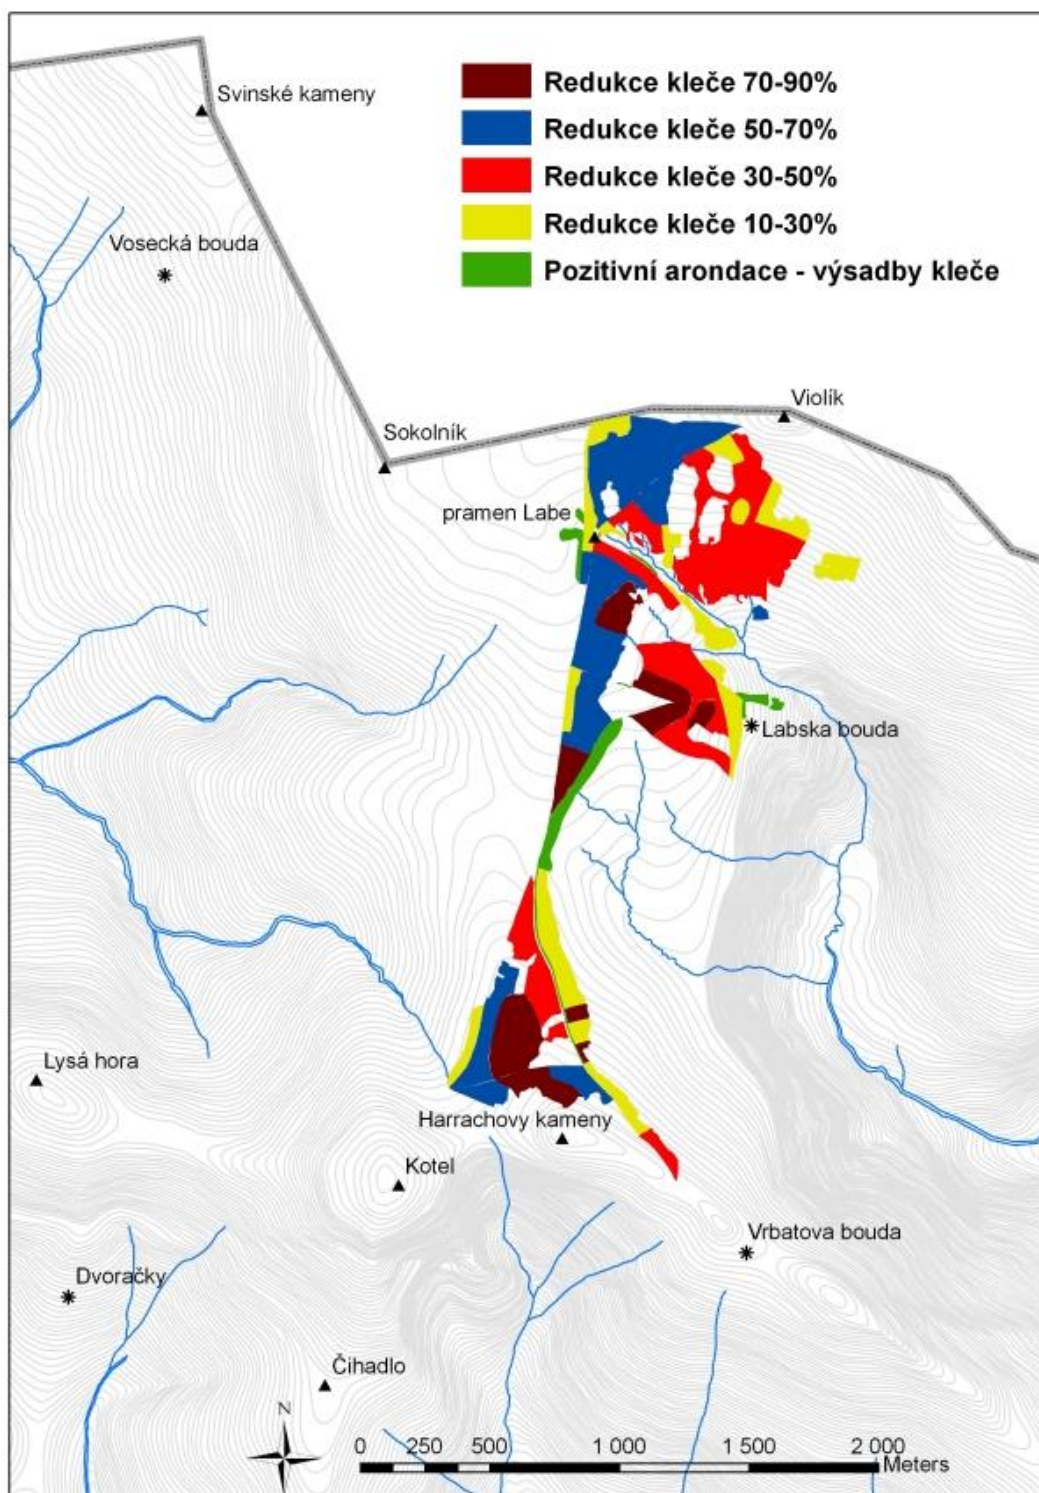 Svinské kameny
Redukce kleče 70-90%
Redukce kleče 50-70%
Redukce kleče 30-50%
Redukce kleče 10-30%
Pozitivní arondace - výsadby kleče
Vosecká bouda
Violík
Sokolník
pramen Labe
Labska bouda
Lysá hora
Harrachovy kameny
Kotel
Vrbatova bouda
Dvoračky
Čihadlo
N
0 250 500 1 000 1 500 2 000
Meters